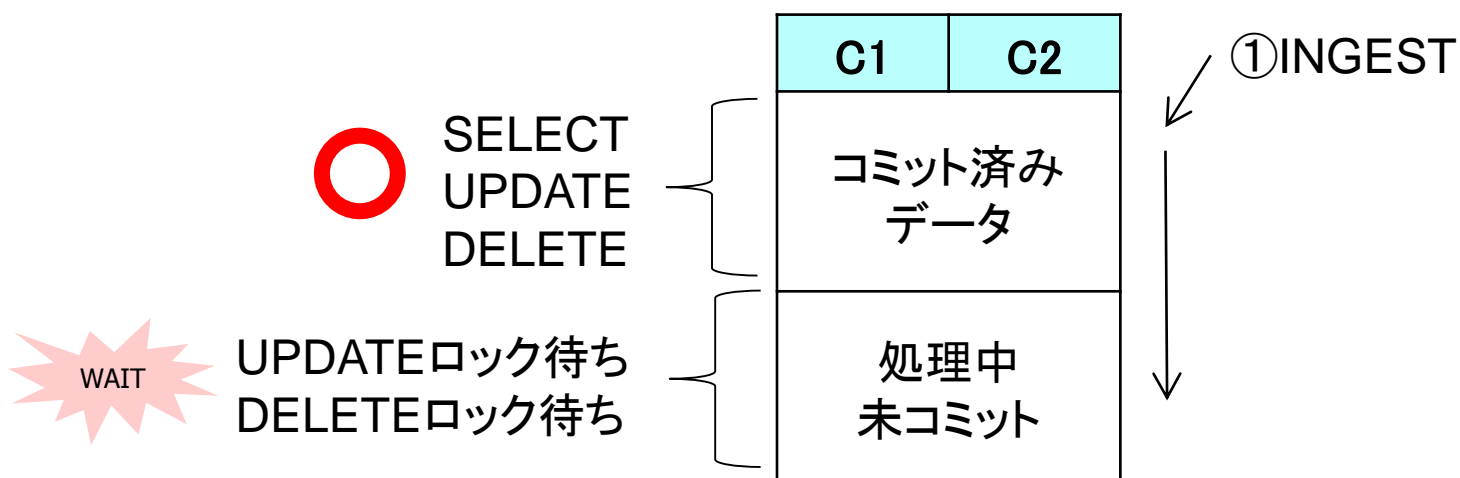 C1 C2
①INGEST
SELECT
UPDATE
DELETE
コミット済み
データ
WAIT
UPDATEロック待ち
DELETEロック待ち
処理中
未コミット